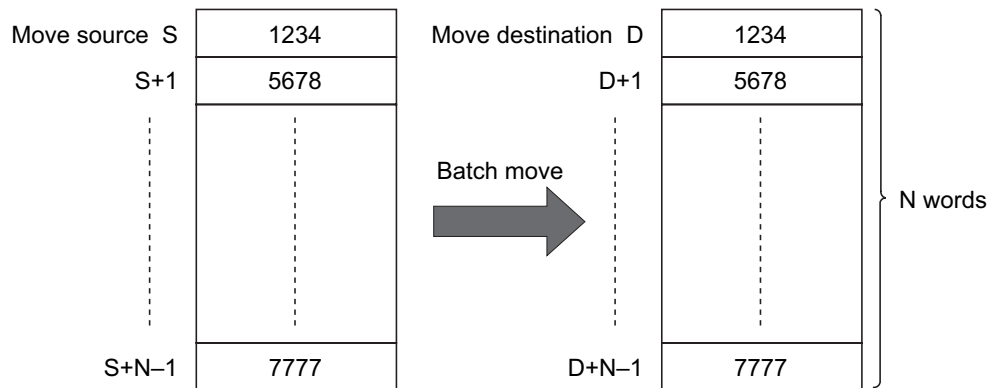 Move source S 1234 Move destination D 1234
S+1 5678 D+1 5678
Batch move
N words
S+N–1 7777 D+N–1 7777